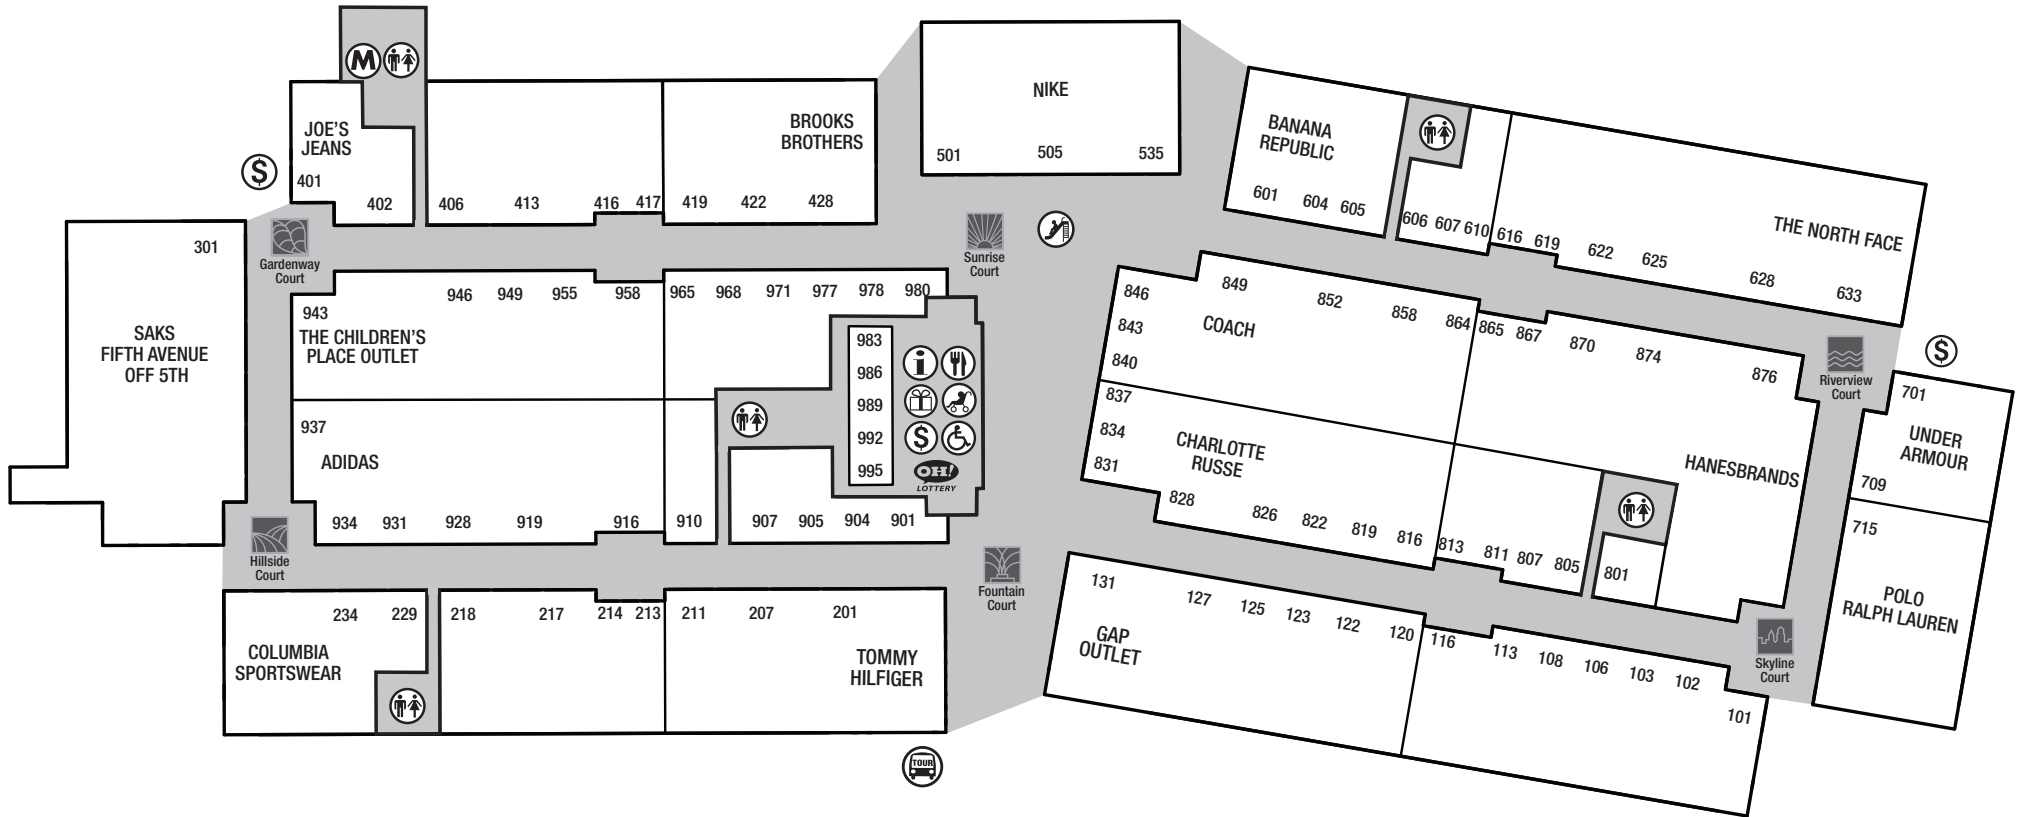 M
JOE'S
JEANS
401
402
$
406
413
416
417
BROOKS
BROTHERS
419
422
428
NIKE
501
505
535
BANANA
REPUBLIC
601
604
605
606
607
610
616
619
622
625
THE NORTH FACE
628
633
301
SAKS
FIFTH AVENUE
OFF 5TH
Gardenway
Court
Sunrise
Court
943
THE CHILDREN'S
PLACE OUTLET
946
949
955
958
965
968
971
977
978
980
983
986
989
992
995
i
$
OH!
LOTTERY
937
ADIDAS
934
931
928
919
916
910
907
905
904
901
846
849
852
858
864
865
867
870
874
876
843
COACH
840
837
834
CHARLOTTE
RUSSE
831
828
826
822
819
816
813
811
807
805
801
HANESBRANDS
Riverview
Court
$
701
UNDER
ARMOUR
709
715
POLO
RALPH LAUREN
Hillside
Court
234
229
COLUMBIA
SPORTSWEAR
218
217
214
213
211
207
201
TOMMY
HILFIGER
Fountain
Court
TOUR
131
127
125
123
122
120
116
113
108
106
103
102
101
GAP
OUTLET
Skyline
Court